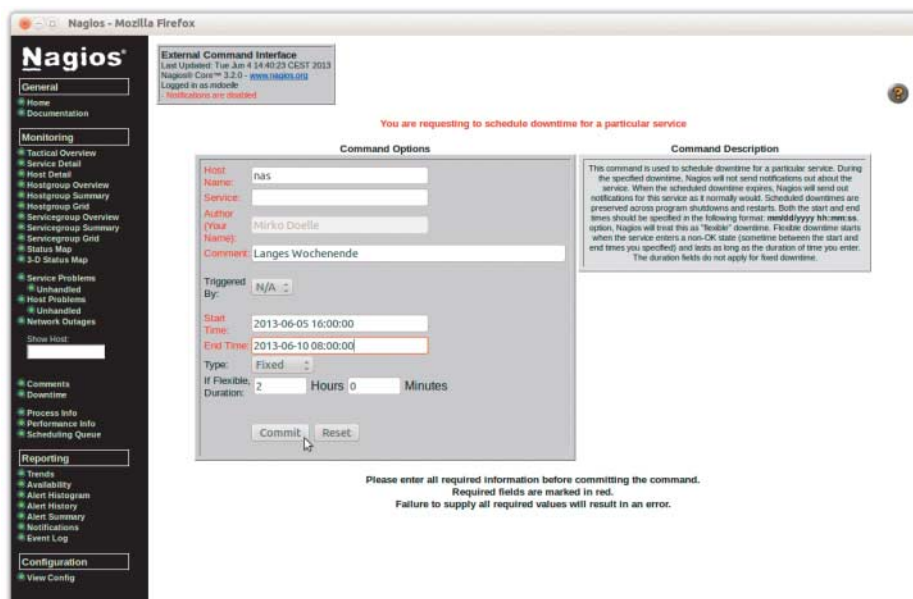 Nagios - Mozilla Firefox
Nagios®
General
Home
Documentation
Monitoring
Tactical Overview
Service Detail
Host Detail
Hostgroup Overview
Hostgroup Summary
Hostgroup Grid
Servicegroup Overview
Servicegroup Summary
Servicegroup Grid
Status Map
3-D Status Map
Service Problems
Unhandled
Host Problems
Unhandled
Network Outages
Show Host:
Comments
Downtime
Process Info
Performance Info
Scheduling Queue
Reporting
Trends
Availability
Alert Histogram
Alert History
Alert Summary
Notifications
Event Log
Configuration
View Config
External Command Interface
Last Updated: Tue Jun 4 14:40:23 CEST 2013
Nagios® Core™ 3.2.0 - www.nagios.org
Logged in as mdoelle
- Notifications are disabled
?
You are requesting to schedule downtime for a particular service
Command Options
Host Name: nas
Service:
Author (Your Name): Mirko Doelle
Comment: Langes Wochenende
Triggered By: N/A
Start Time: 2013-06-05 16:00:00
End Time: 2013-06-10 08:00:00
Type: Fixed
If Flexible, Duration: 2 Hours 0 Minutes
Commit Reset
Command Description
This command is used to schedule downtime for a particular service. During
the specified downtime, Nagios will not send notifications out about the
service. When the scheduled downtime expires, Nagios will send out
notifications for this service as it normally would. Scheduled downtimes are
preserved across program shutdowns and restarts. Both the start and end
times should be specified in the following format: mm/dd/yyyy hh:mm:ss.
option, Nagios will treat this as "flexible" downtime. Flexible downtime starts
when the service enters a non-OK state (sometime between the start and
end times you specified) and lasts as long as the duration of time you enter.
The duration fields do not apply for fixed downtime.
Please enter all required information before committing the command.
Required fields are marked in red.
Failure to supply all required values will result in an error.